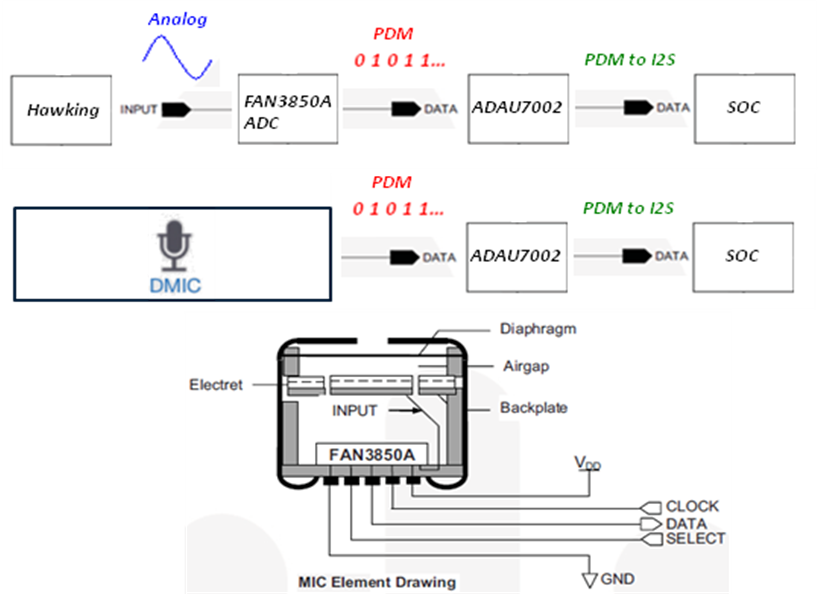 Analog
PDM
0 1 0 1 1...
PDM to I2S
Hawking
INPUT
FAN3850A
ADC
DATA
ADAU7002
DATA
SOC
PDM
0 1 0 1 1...
PDM to I2S
DMIC
DATA
ADAU7002
DATA
SOC
Diaphragm
Airgap
Electret
INPUT
Backplate
FAN3850A
VDD
CLOCK
DATA
SELECT
GND
MIC Element Drawing